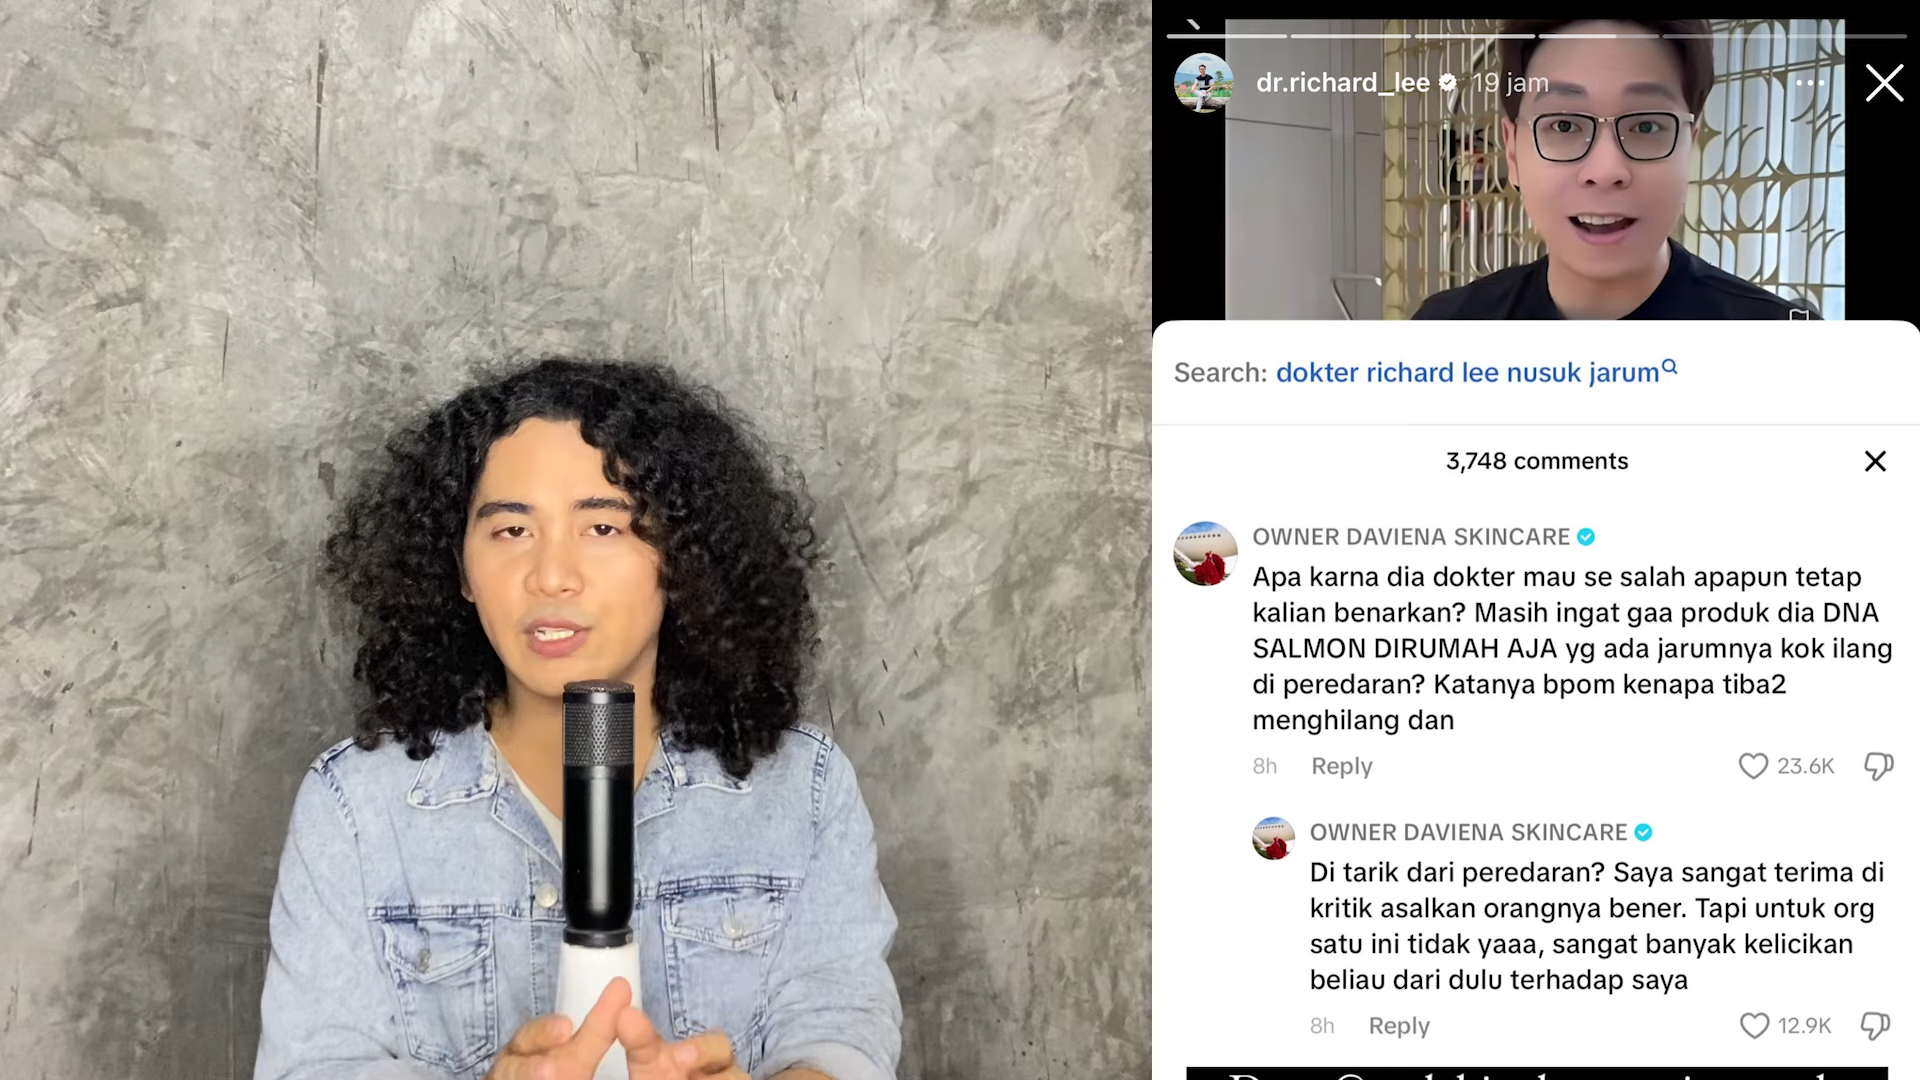 dr.richard_lee 19 jam
Search: dokter richard lee nusuk jarum
3,748 comments
OWNER DAVIENA SKINCARE
Apa karna dia dokter mau se salah apapun tetap
kalian benarkan? Masih ingat gaa produk dia DNA
SALMON DIRUMAH AJA yg ada jarumnya kok ilang
di peredaran? Katanya bpom kenapa tiba2
menghilang dan
8h Reply 23.6K
OWNER DAVIENA SKINCARE
Di tarik dari peredaran? Saya sangat terima di
kritik asalkan orangnya bener. Tapi untuk org
satu ini tidak yaaa, sangat banyak kelicikan
beliau dari dulu terhadap saya
8h Reply 12.9K